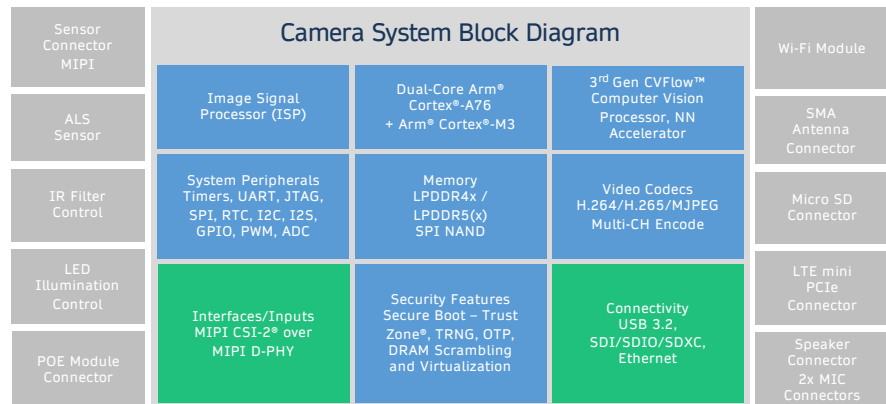 Camera System Block Diagram
Sensor
Connector
MIPI
ALS
Sensor
IR Filter
Control
LED
Illumination
Control
POE Module
Connector
Image Signal
Processor (ISP)
Dual-Core Arm®
Cortex®-A76
+ Arm® Cortex®-M3
3rd Gen CVFlow™
Computer Vision
Processor, NN
Accelerator
System Peripherals
Timers, UART, JTAG,
SPI, RTC, I2C, I2S,
GPIO, PWM, ADC
Memory
LPDDR4x /
LPDDR5(x)
SPI NAND
Video Codecs
H.264/H.265/MJPEG
Multi-CH Encode
Interfaces/Inputs
MIPI CSI-2® over
MIPI D-PHY
Security Features
Secure Boot – Trust
Zone®, TRNG, OTP,
DRAM Scrambling
and Virtualization
Connectivity
USB 3.2,
SDI/SDIO/SDXC,
Ethernet
Wi-Fi Module
SMA
Antenna
Connector
Micro SD
Connector
LTE mini
PCIe
Connector
Speaker
Connector
2x MIC
Connectors